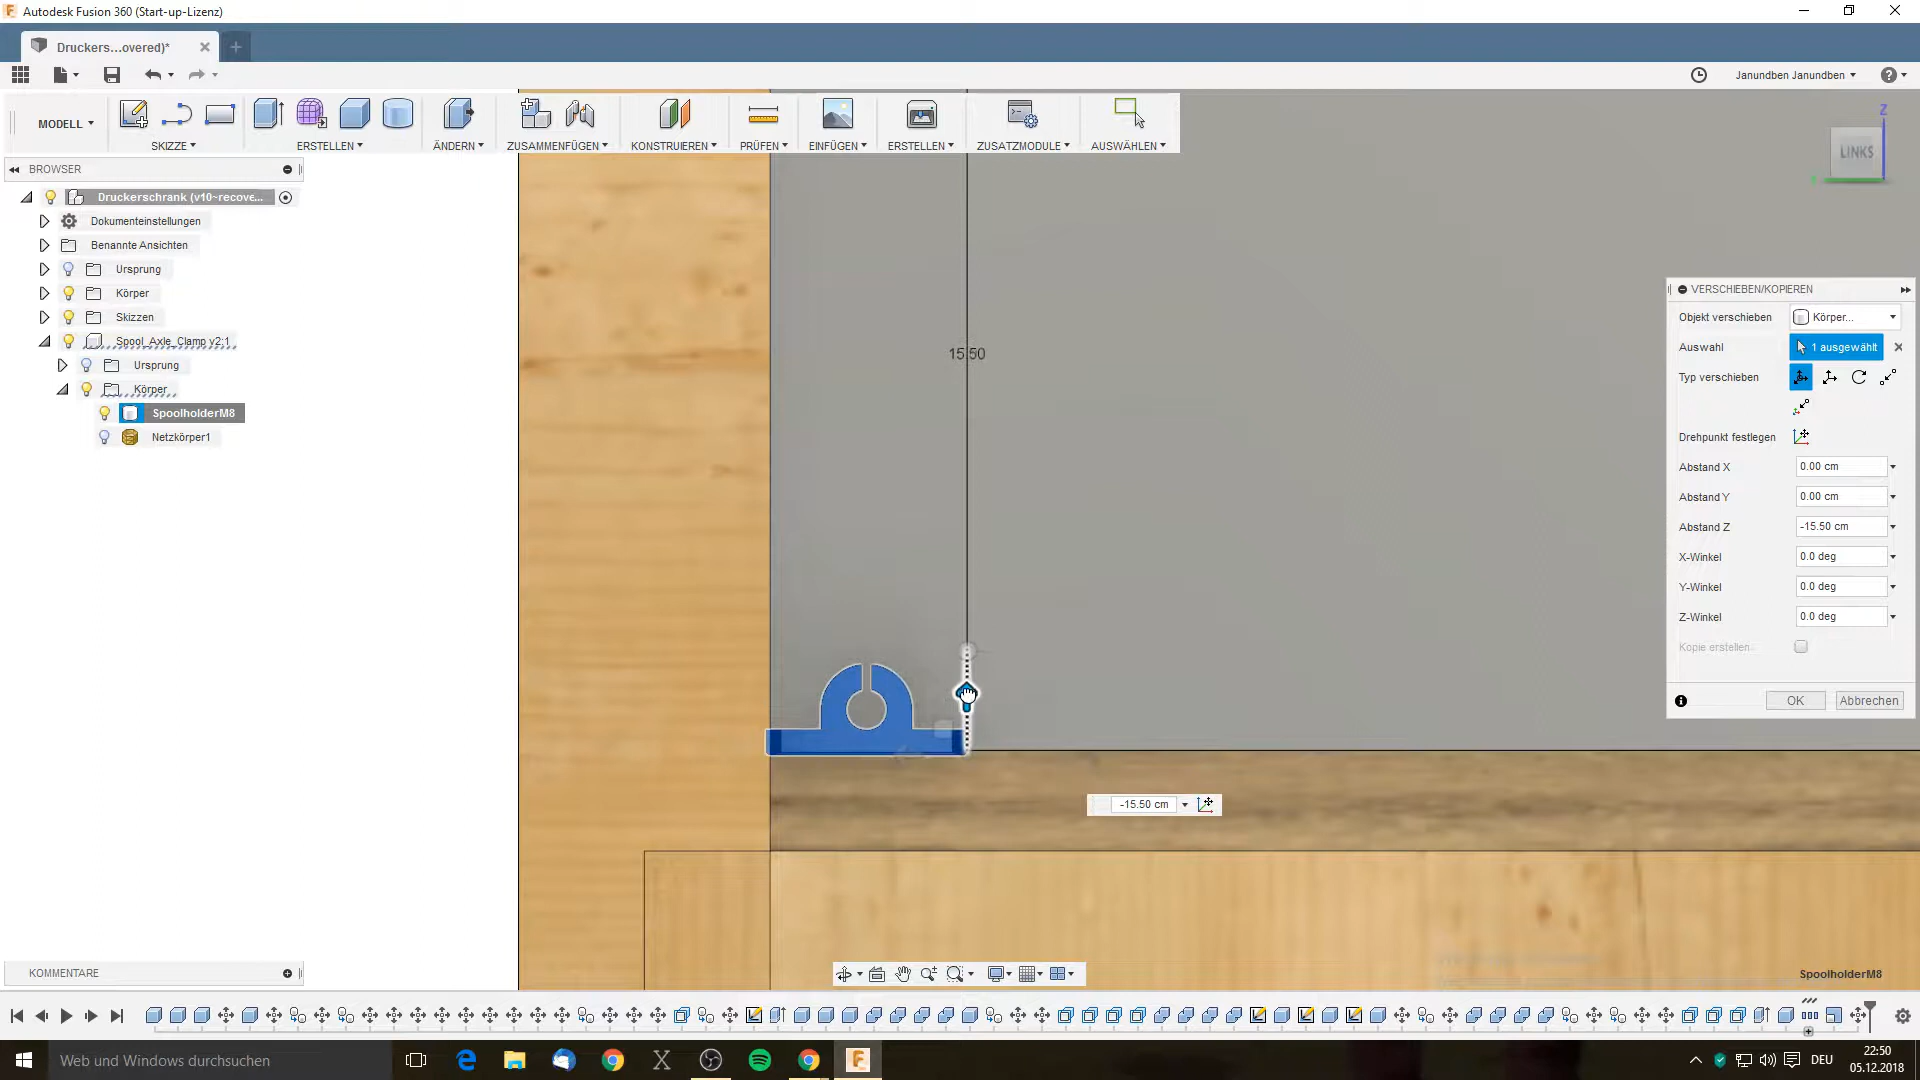 Autodesk Fusion 360 (Start-up-Lizenz)
Druckers...overed)*
Janundben Janundben
MODELL
SKIZZE
ERSTELLEN
ÄNDERN
ZUSAMMENFÜGEN
KONSTRUIEREN
PRÜFEN
EINFÜGEN
ERSTELLEN
ZUSATZMODULE
AUSWÄHLEN
Z
LINKS
BROWSER
Druckerschrank (v10~recove...
Dokumenteinstellungen
Benannte Ansichten
Ursprung
Körper
Skizzen
Spool_Axle_Clamp v2:1
Ursprung
Körper
SpoolholderM8
Netzkörper1
15.50
VERSCHIEBEN/KOPIEREN
Objekt verschieben
Körper...
Auswahl
1 ausgewählt
Typ verschieben
Drehpunkt festlegen
Abstand X
0.00 cm
Abstand Y
0.00 cm
Abstand Z
-15.50 cm
X-Winkel
0.0 deg
Y-Winkel
0.0 deg
Z-Winkel
0.0 deg
Kopie erstellen
OK
Abbrechen
-15.50 cm
KOMMENTARE
SpoolholderM8
Web und Windows durchsuchen
DEU
22:50
05.12.2018